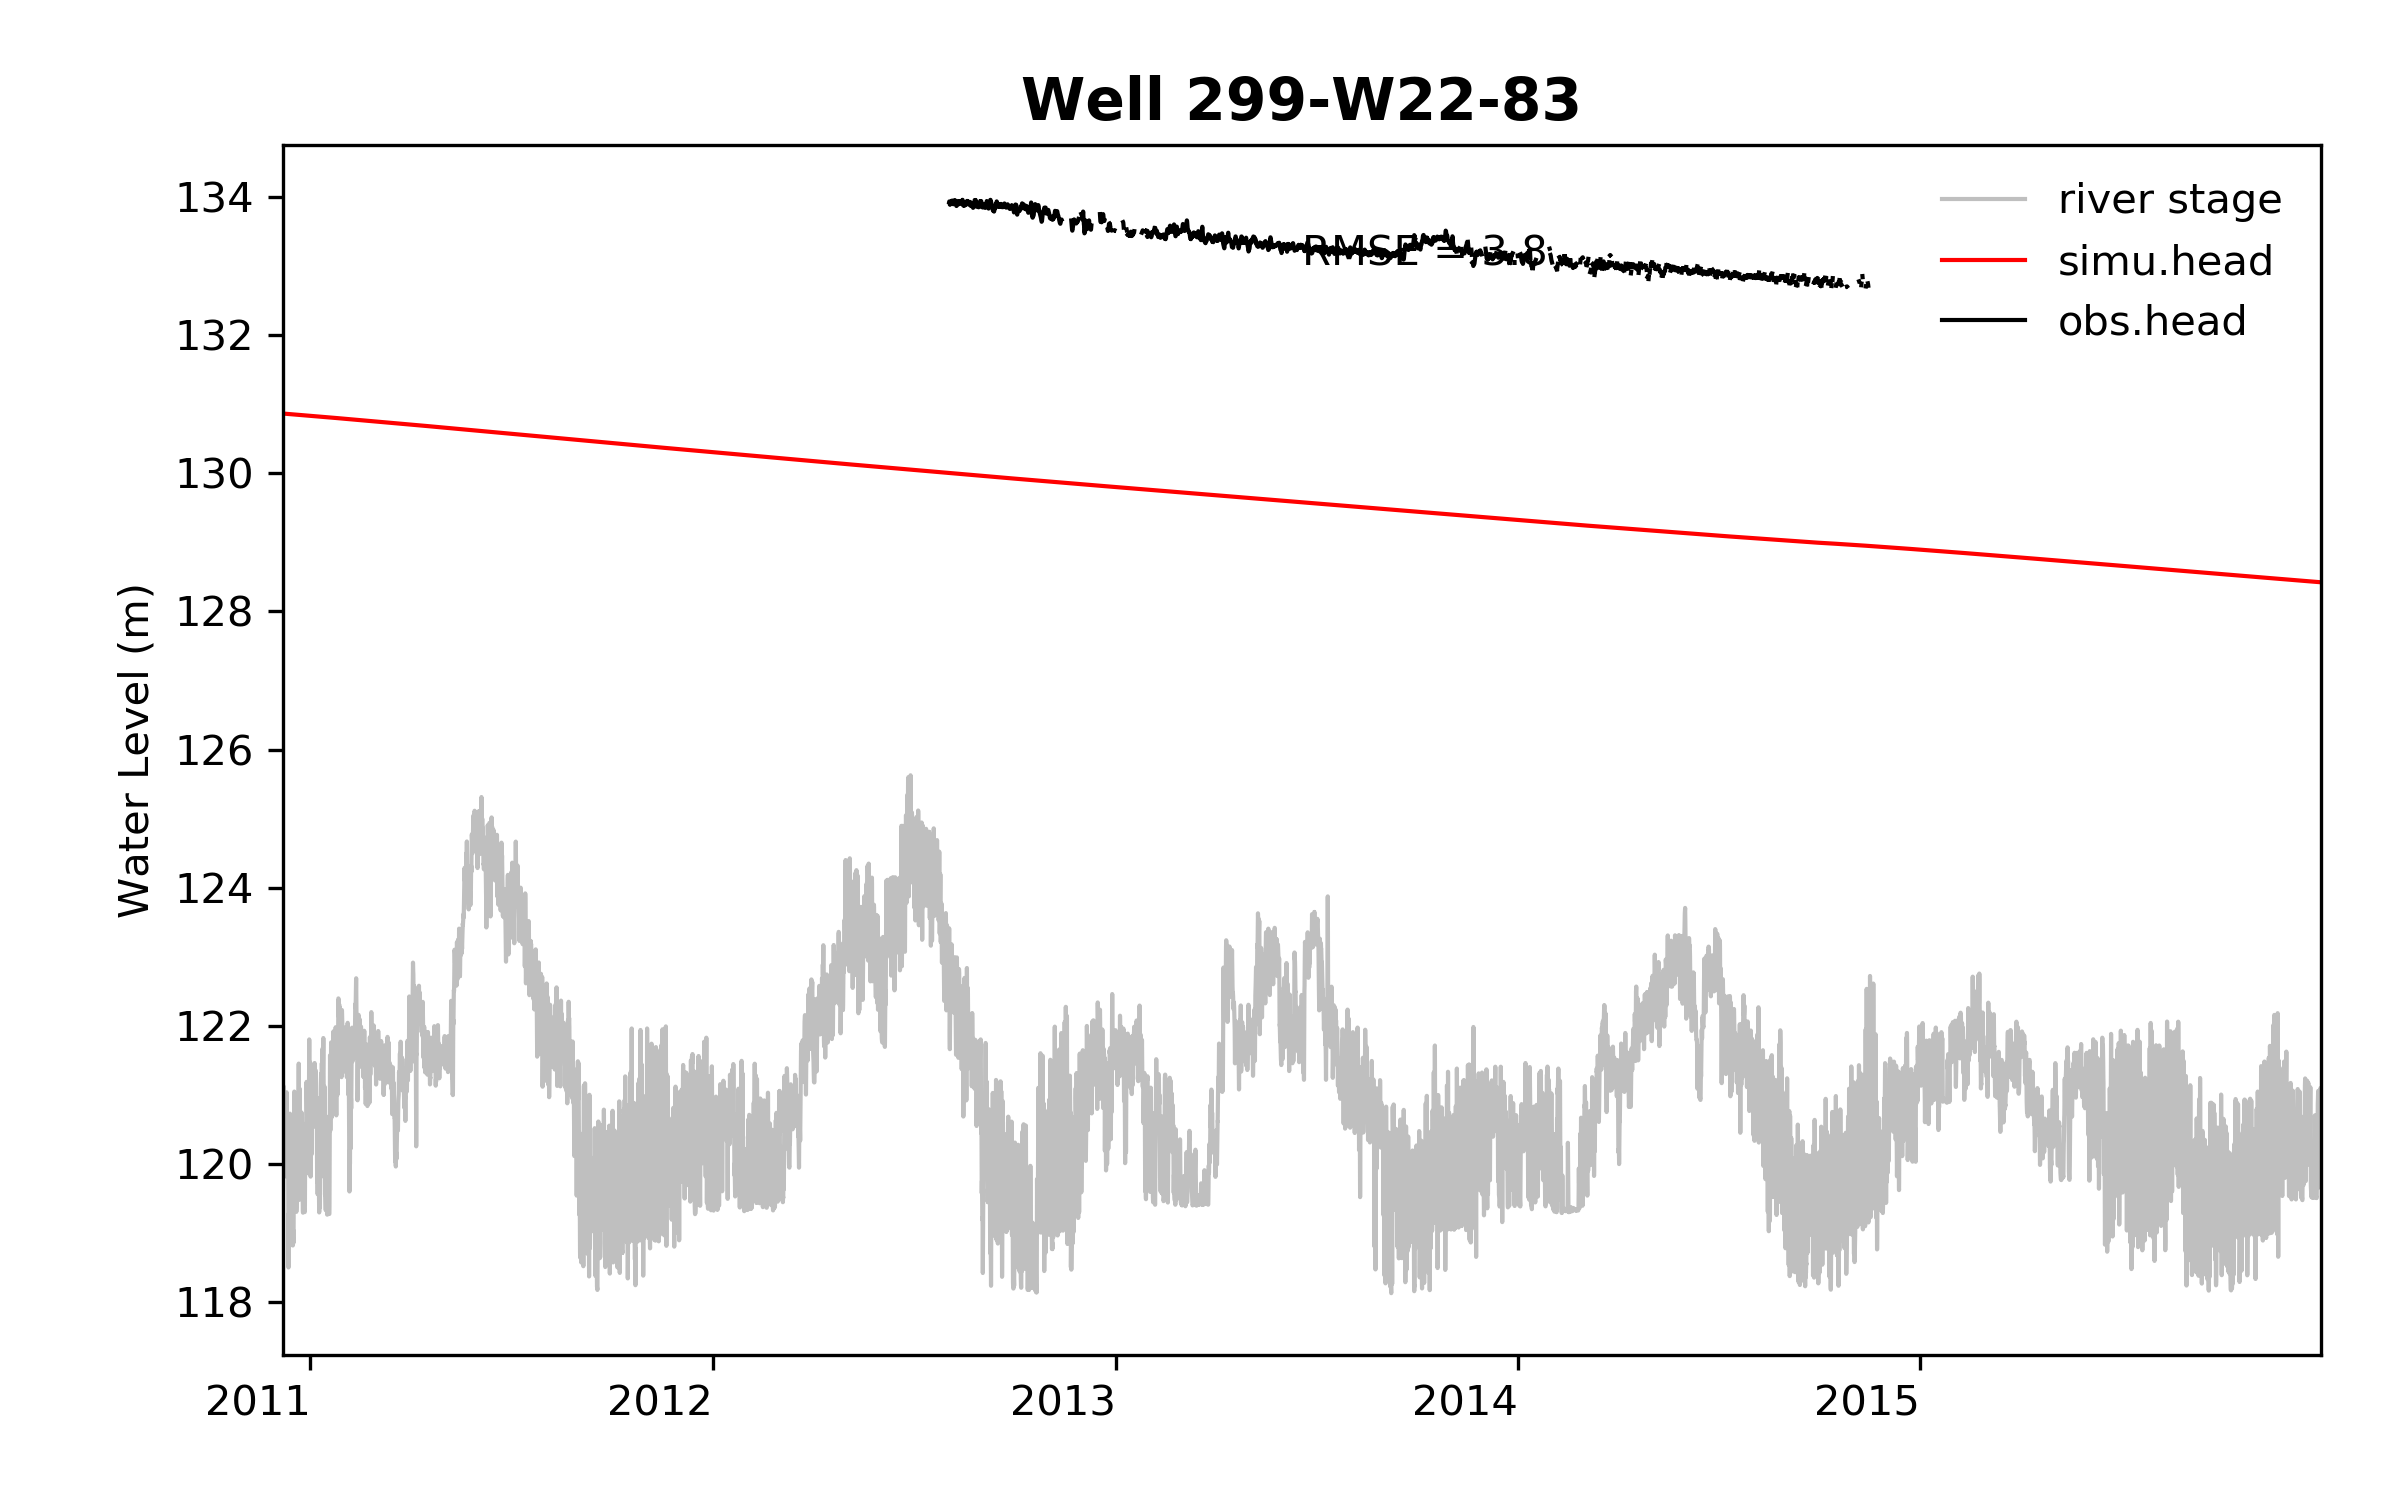 Well 299-W22-83
river stage
simu.head
obs.head
RMSE = 3.8
Water Level (m)
134
132
130
128
126
124
122
120
118
2011 2012 2013 2014 2015